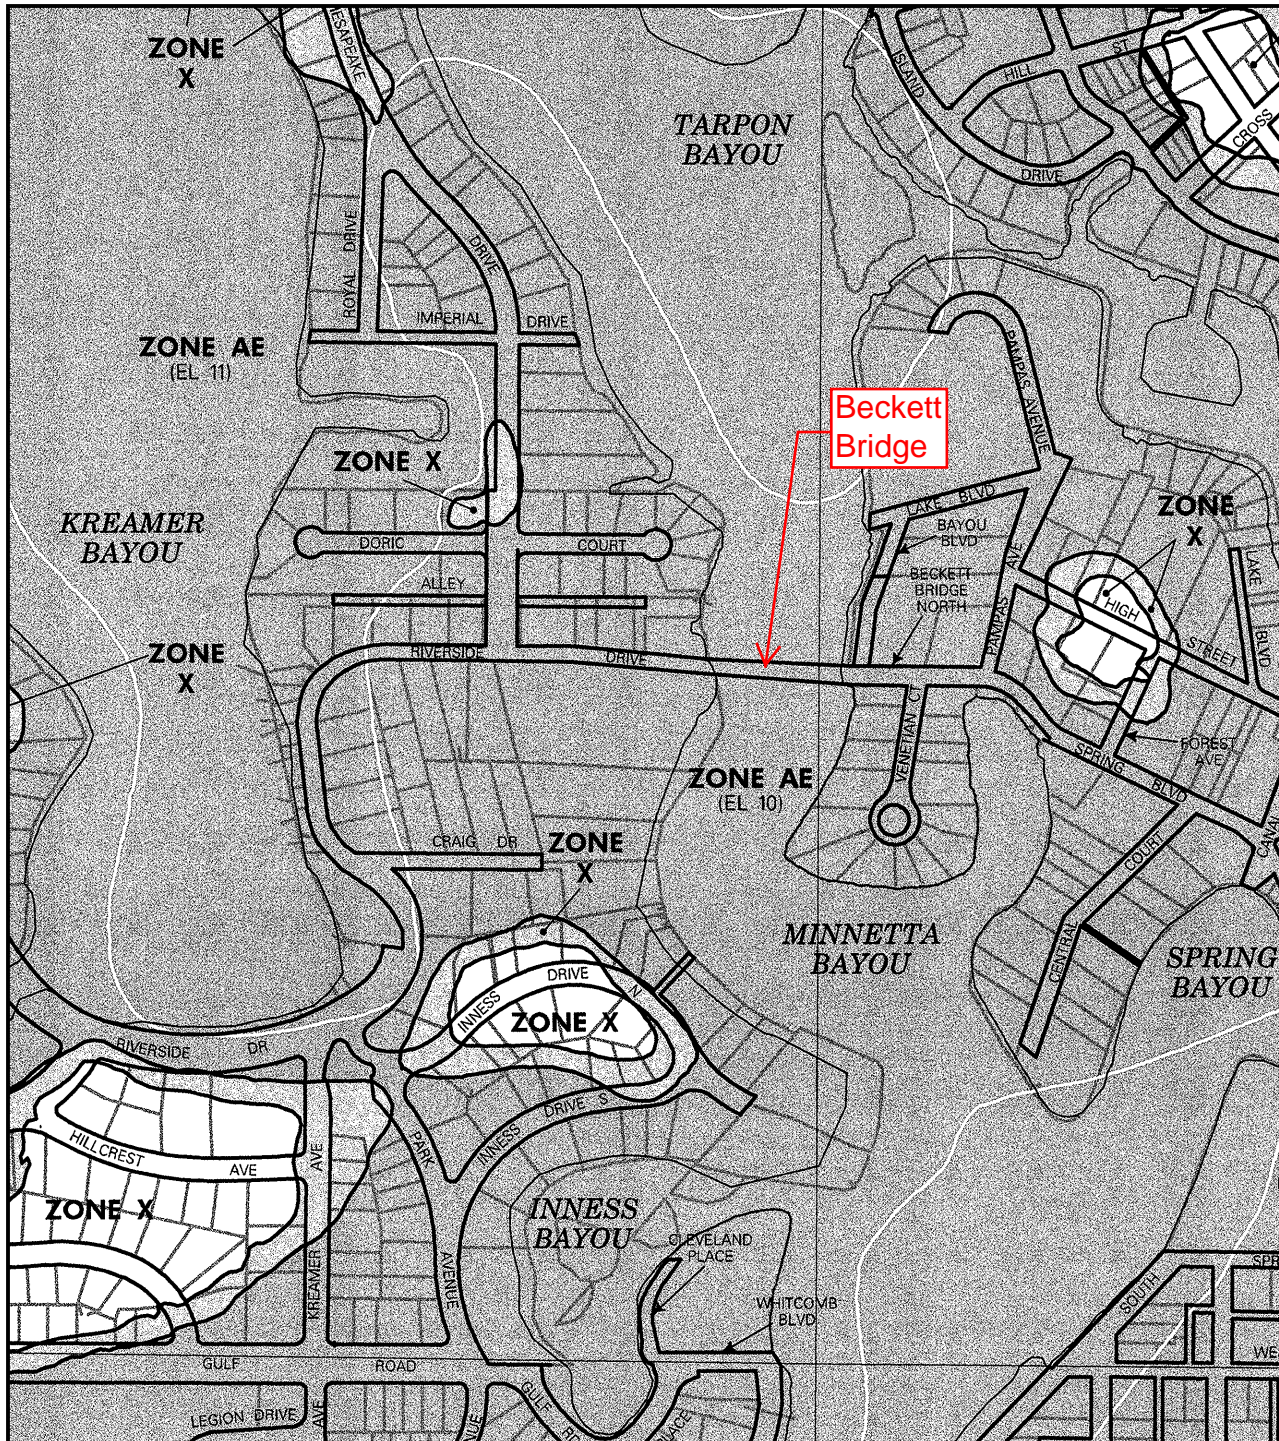 ZONE
X
CHESAPEAKE
ISLAND
HILL
ST
CROSS
DRIVE
TARPON
BAYOU
ROYAL DRIVE
DRIVE
IMPERIAL DRIVE
ZONE AE
(EL 11)
PAMPAS AVENUE
Beckett
Bridge
ZONE X
KREAMER
BAYOU
LAKE BLVD
BAYOU
BLVD
ZONE
X
DORIC COURT
ALLEY
BECKETT
BRIDGE
NORTH
PAMPAS AVE
HIGH STREET
LAKE BLVD
ZONE
X
RIVERSIDE DRIVE
VENETIAN CT
FOREST
AVE
SPRING BLVD
ZONE AE
(EL 10)
CRAIG DR
ZONE
X
COURT
CENTRAL
CANAL
MINNETTA
BAYOU
SPRING
BAYOU
INNESS DRIVE N
ZONE X
RIVERSIDE DR
INNESS DRIVE S
PARK
AVENUE
HILLCREST AVE
KREAMER AVE
ZONE X
INNESS
BAYOU
CLEVELAND
PLACE
WHITCOMB
BLVD
SOUTH
SPR
WE
GULF ROAD
LEGION DRIVE
AVE
GULF RD
PLACE